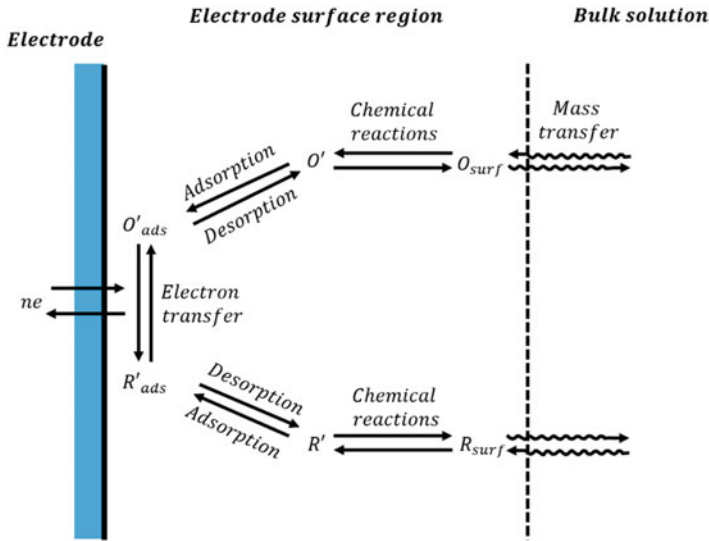 Electrode surface region
Bulk solution
Electrode
Chemical
reactions
Mass
transfer
Adsorption
Desorption
O'
O_surf
O'_ads
ne
Electron
transfer
R'_ads
Desorption
Adsorption
Chemical
reactions
R'
R_surf